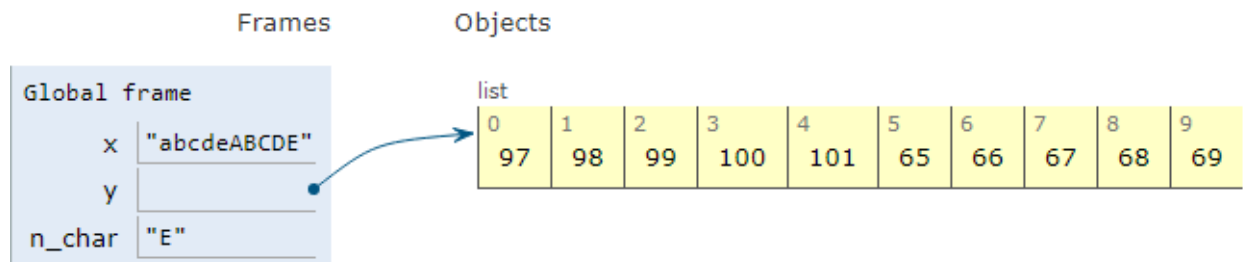 Frames Objects
Global frame
list
x "abcdeABCDE"
0 1 2 3 4 5 6 7 8 9
97 98 99 100 101 65 66 67 68 69
y
n_char "E"